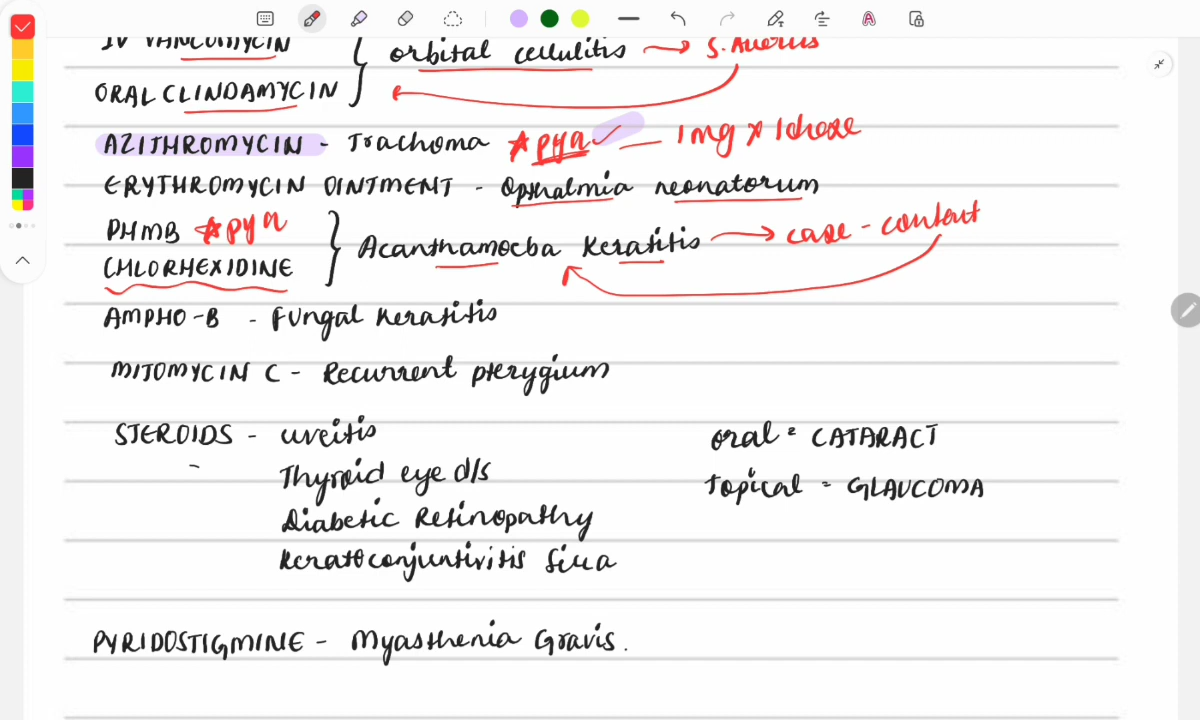 IV VANCOMYCIN } orbital cellulitis → S. Auerus
ORAL CLINDAMYCIN
AZITHROMYCIN - Trachoma *PYQ ✓ — 1mg x 1dose
ERYTHROMYCIN OINTMENT - Opthalmia neonatorum
PHMB *PYQ
CHLORHEXIDINE } Acanthamoeba Keratitis → case - contact
AMPHO-B - Fungal Keratitis
MITOMYCIN C - Recurrent pterygium
STEROIDS - uveitis
Thyroid eye d/s
Diabetic Retinopathy
Keratoconjuntivitis Sicca
oral = CATARACT
Topical = GLAUCOMA
PYRIDOSTIGMINE - Myasthenia Gravis.